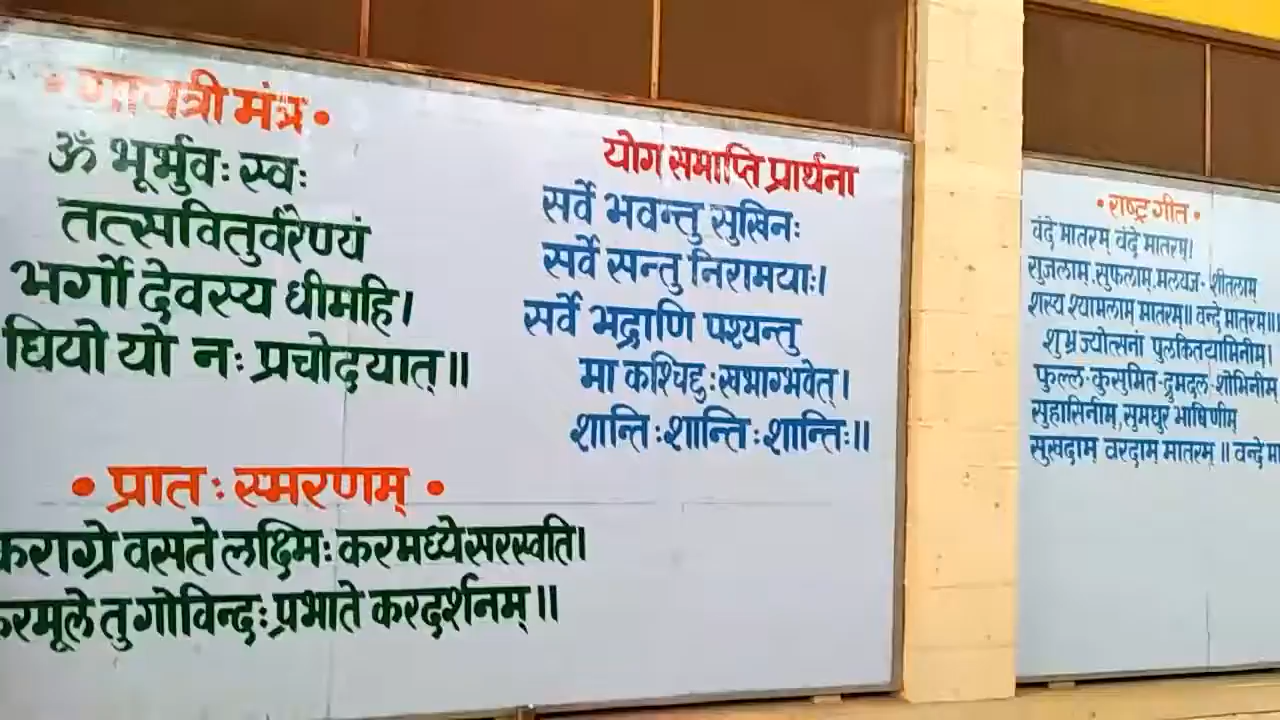 • गायत्री मंत्र •
ॐ भूर्भुवः स्वः
तत्सवितुर्वरेण्यं
भर्गो देवस्य धीमहि।
धियो यो नः प्रचोदयात्॥
• प्रातः स्मरणम् •
कराग्रे वसते लक्ष्मिः करमध्ये सरस्वति।
करमूले तु गोविन्दः प्रभाते करदर्शनम्॥
योग समाप्ति प्रार्थना
सर्वे भवन्तु सुखिनः
सर्वे सन्तु निरामयाः।
सर्वे भद्राणि पश्यन्तु
मा कश्चिद्दुःखभाग्भवेत्।
शान्तिः शान्तिः शान्तिः॥
• राष्ट्र गीत •
वंदे मातरम् वंदे मातरम्।
सुजलाम्, सुफलाम्, मलयज- शीतलाम्
शस्य श्यामलाम् मातरम्॥ वन्दे मातरम्॥
शुभ्र ज्योत्सनां पुलकितयामिनीम्।
फुल्ल-कुसुमित-द्रुमदल-शोभिनीम्
सुहासिनीम्, सुमधुर भाषिणीम्
सुखदाम् वरदाम् मातरम्॥ वन्दे मा